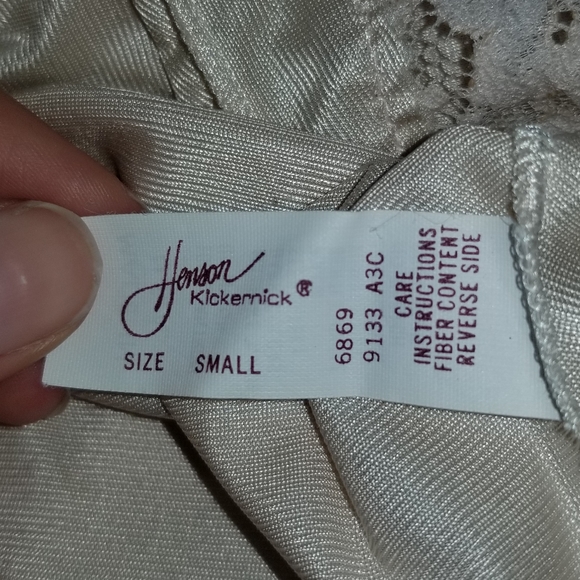 Henson
Kickernick®
SIZE SMALL
6869
9133 A3C
CARE
INSTRUCTIONS
FIBER CONTENT
REVERSE SIDE